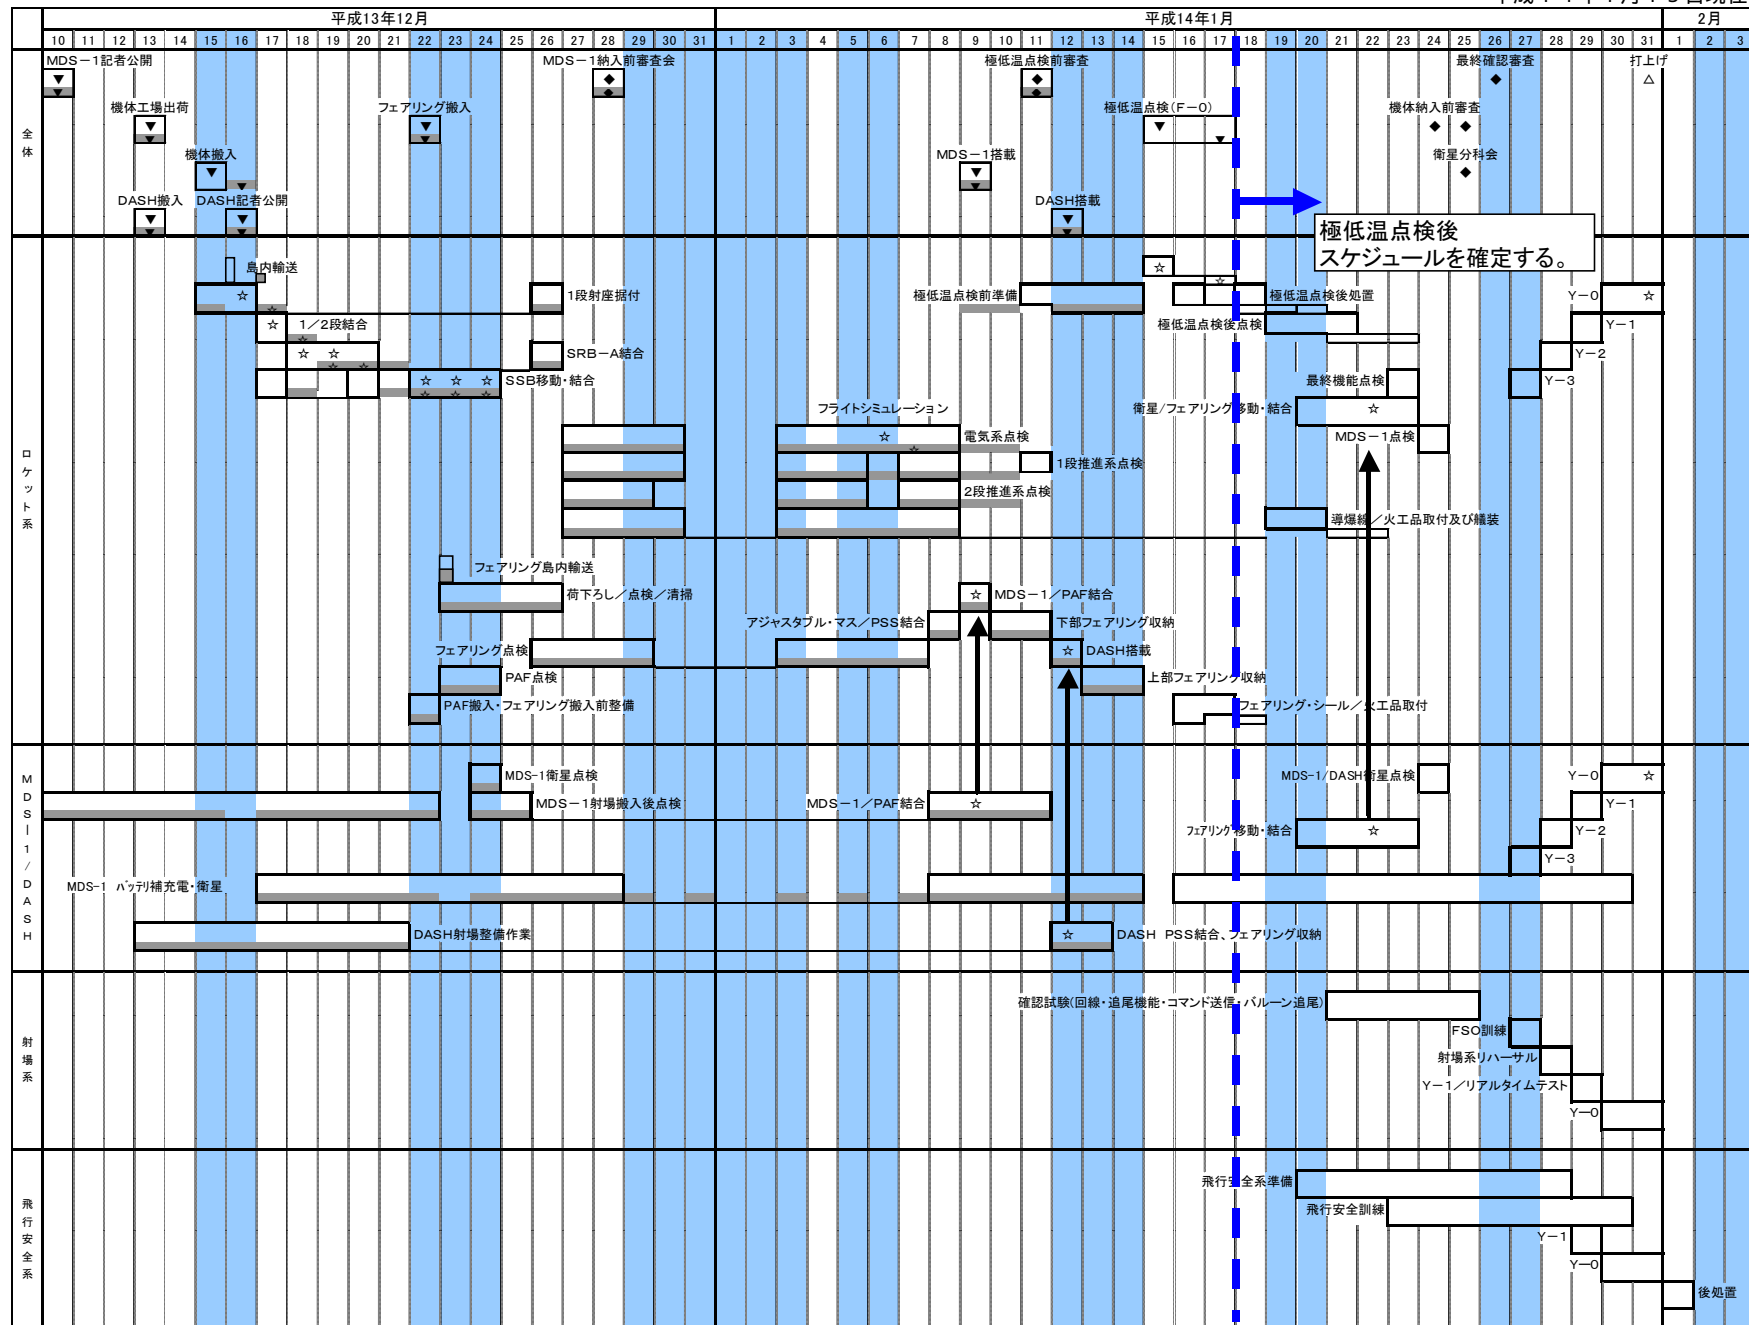 平成13年12月
平成14年1月
2月
10 11 12 13 14 15 16 17 18 19 20 21 22 23 24 25 26 27 28 29 30 31 1 2 3 4 5 6 7 8 9 10 11 12 13 14 15 16 17 18 19 20 21 22 23 24 25 26 27 28 29 30 31 1 2 3
全体
MDS-1記者公開
MDS-1納入前審査会
極低温点検前審査
最終確認審査
打上げ
機体工場出荷
フェアリング搬入
極低温点検(F-0)
機体納入前審査
機体搬入
MDS-1搭載
衛星分科会
DASH搬入
DASH記者公開
DASH搭載
極低温点検後
スケジュールを確定する。
ロケット系
島内輸送
1段射座据付
極低温点検前準備
極低温点検後処置
Y-0
1/2段結合
極低温点検後点検
Y-1
SRB-A結合
Y-2
SSB移動・結合
最終機能点検
Y-3
フライトシミュレーション
衛星/フェアリング移動・結合
電気系点検
MDS-1点検
1段推進系点検
2段推進系点検
導爆線/火工品取付及び艤装
フェアリング島内輸送
荷下ろし/点検/清掃
MDS-1/PAF結合
アジャスタブル・マス/PSS結合
下部フェアリング収納
フェアリング点検
DASH搭載
PAF点検
上部フェアリング収納
PAF搬入・フェアリング搬入前整備
フェアリング・シール/火工品取付
MDS-1/DASH
MDS-1衛星点検
MDS-1/DASH衛星点検
Y-0
MDS-1射場搬入後点検
MDS-1/PAF結合
Y-1
フェアリング移動・結合
Y-2
Y-3
MDS-1 バッテリ補充電・衛星
DASH射場整備作業
DASH PSS結合、フェアリング収納
射場系
確認試験(回線・追尾機能・コマンド送信・バルーン追尾)
FSO訓練
射場系リハーサル
Y-1/リアルタイムテスト
Y-0
飛行安全系
飛行安全系準備
飛行安全訓練
Y-1
Y-0
後処置